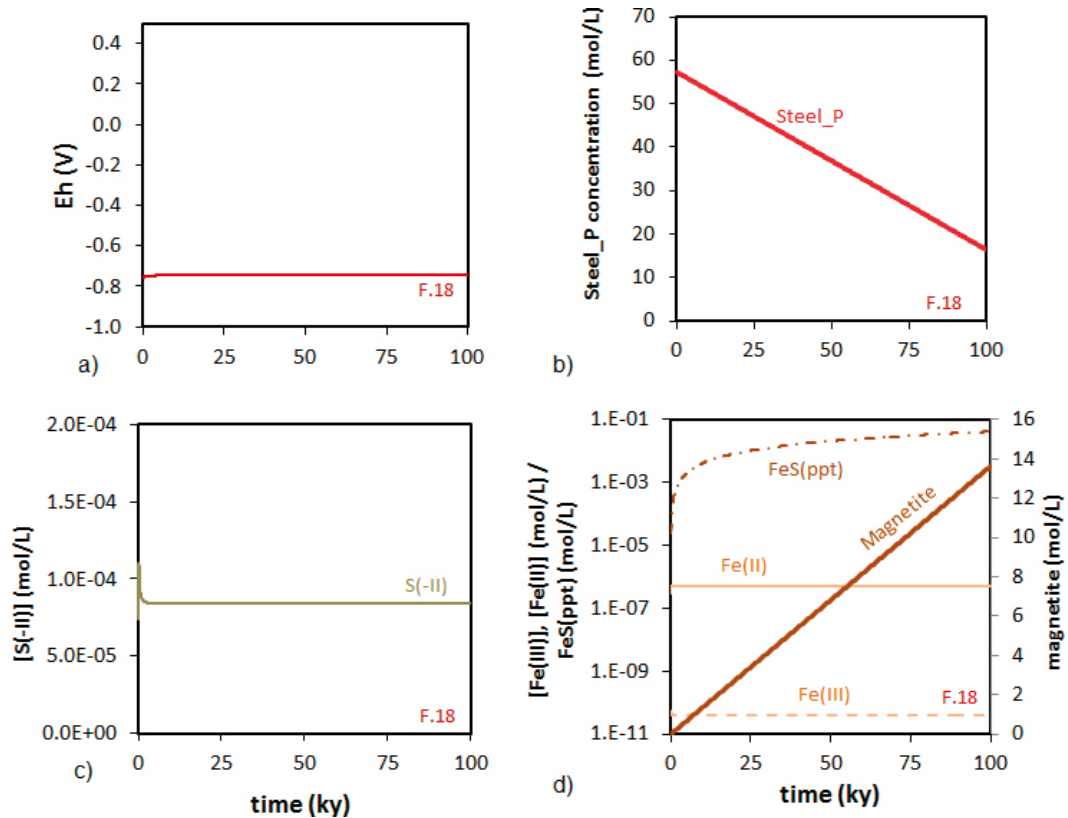 Eh (V)
0.4
0.2
0.0
-0.2
-0.4
-0.6
-0.8
-1.0
F.18
0 25 50 75 100
a)
Steel_P concentration (mol/L)
70
60
50
40
30
20
10
0
Steel_P
F.18
0 25 50 75 100
b)
[S(-II)] (mol/L)
2.0E-04
1.5E-04
1.0E-04
5.0E-05
0.0E+00
S(-II)
F.18
0 25 50 75 100
c)
time (ky)
[Fe(III)], [Fe(II)] (mol/L) /
FeS(ppt) (mol/L)
1.E-01
1.E-03
1.E-05
1.E-07
1.E-09
1.E-11
FeS(ppt)
Magnetite
Fe(II)
Fe(III)
F.18
16
14
12
10
8
6
4
2
0
magnetite (mol/L)
0 25 50 75 100
d)
time (ky)